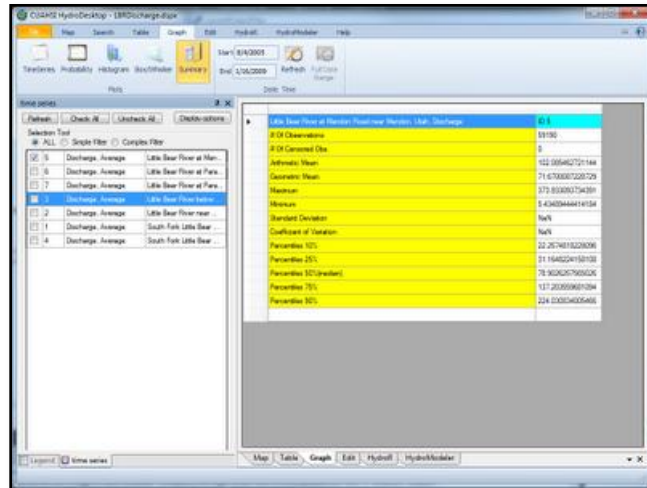 CUAHSI HydroDesktop - LBRDischarge.dspx
Map Search Table Graph Edit HydroR HydroModeler Help
TimeSeries Probability Histogram Box/Whisker Summary
Start 8/4/2005
End 1/16/2009
Refresh Full Date Range
Plots
Date Time
time series
Refresh Check All Uncheck All Display options
Selection Tool
ALL Simple Filter Complex Filter
5 Discharge, Average Little Bear River at Men...
6 Discharge, Average Little Bear River at Para...
7 Discharge, Average Little Bear River at Para...
3 Discharge, Average Little Bear River below ...
2 Discharge, Average Little Bear River near ...
1 Discharge, Average South Fork Little Bear ...
4 Discharge, Average South Fork Little Bear ...
Little Bear River at Mendon Road near Mendon, Utah, Discharge ID:5
# Of Observations
# Of Censored Obs. 0
Arithmetic Mean
Geometric Mean
Maximum
Minimum
Standard Deviation NaN
Coefficient of Variation NaN
Percentiles 10%
Percentiles 25%
Percentiles 50%(median)
Percentiles 75%
Percentiles 90%
Legend time series
Map Table Graph Edit HydroR HydroModeler